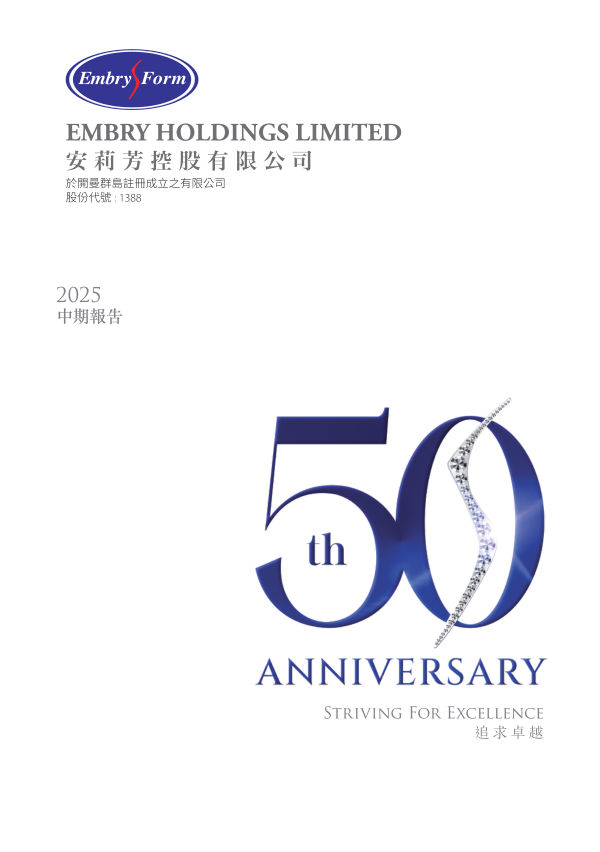 Embry Form
EMBRY HOLDINGS LIMITED
安莉芳控股有限公司
於開曼群島註冊成立之有限公司
股份代號 : 1388
2025
中期報告
50
th
ANNIVERSARY
STRIVING FOR EXCELLENCE
追求卓越